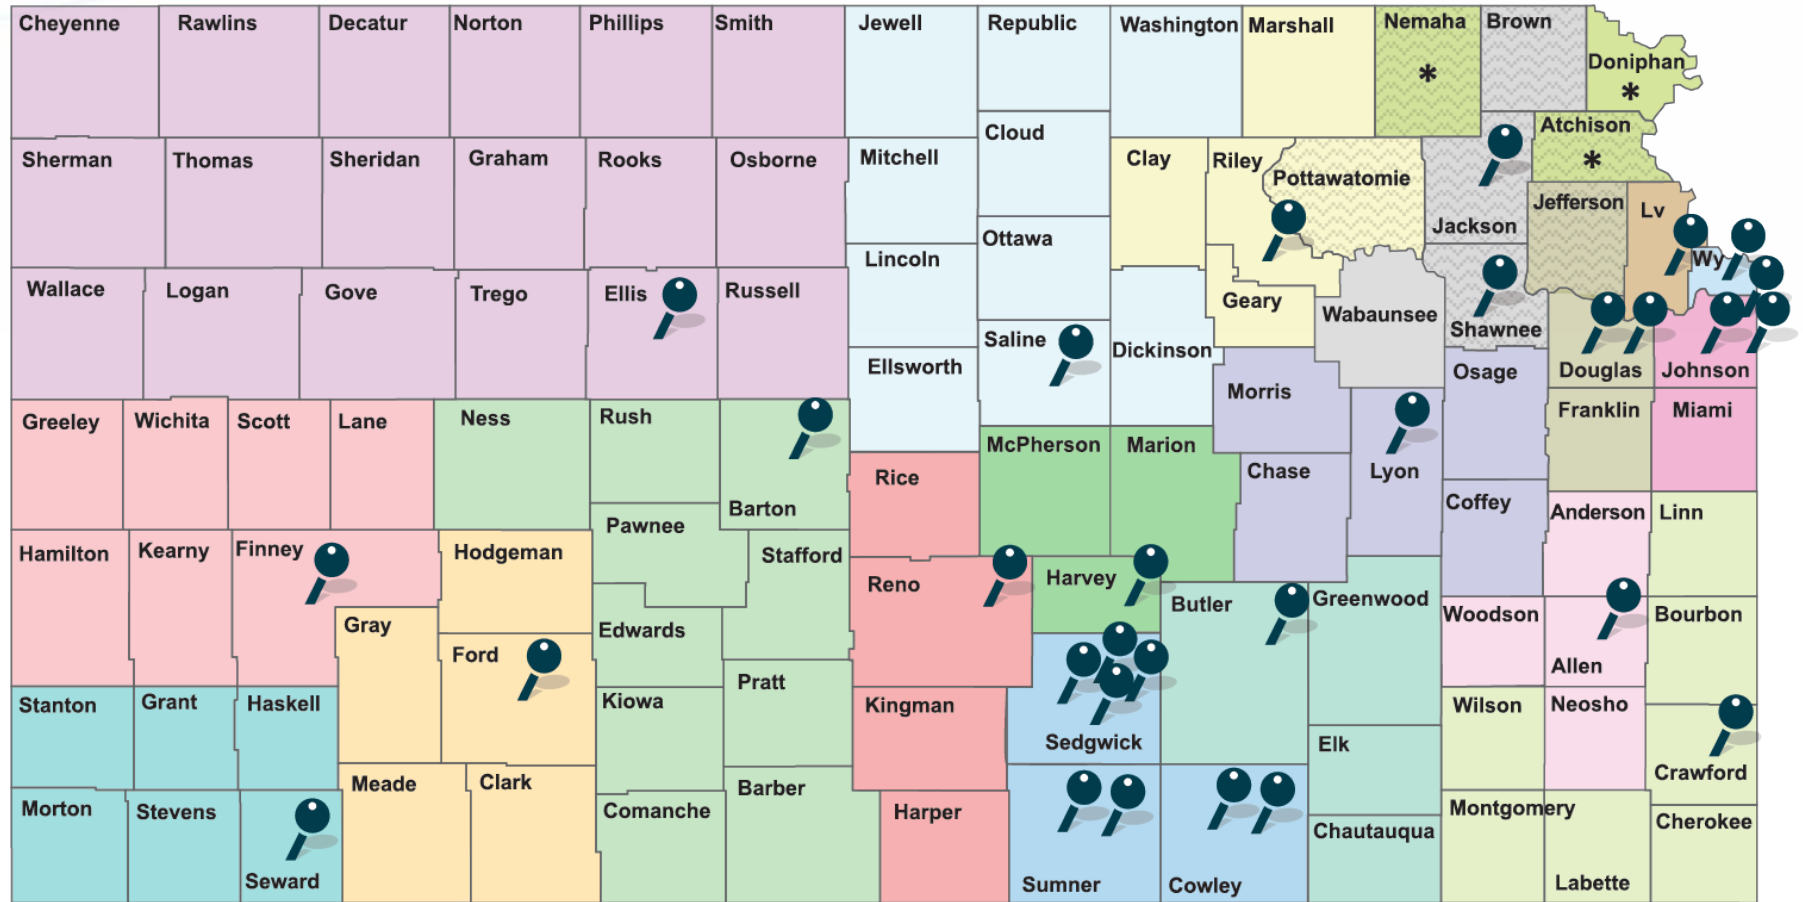 Cheyenne
Rawlins
Decatur
Norton
Phillips
Smith
Jewell
Republic
Washington
Marshall
Nemaha
*
Brown
Doniphan
*
Cloud
Atchison
*
Sherman
Thomas
Sheridan
Graham
Rooks
Osborne
Mitchell
Clay
Riley
Pottawatomie
Jackson
Jefferson
Lv
Ottawa
Lincoln
Wy
Wallace
Logan
Gove
Trego
Ellis
Russell
Geary
Wabaunsee
Shawnee
Saline
Dickinson
Ellsworth
Morris
Osage
Douglas
Johnson
Greeley
Wichita
Scott
Lane
Ness
Rush
Barton
McPherson
Marion
Chase
Lyon
Franklin
Miami
Rice
Coffey
Anderson
Linn
Pawnee
Stafford
Hamilton
Kearny
Finney
Hodgeman
Reno
Harvey
Butler
Greenwood
Woodson
Allen
Bourbon
Gray
Ford
Edwards
Kiowa
Pratt
Stanton
Grant
Haskell
Kingman
Sedgwick
Elk
Wilson
Neosho
Crawford
Morton
Stevens
Seward
Meade
Clark
Comanche
Barber
Harper
Sumner
Cowley
Chautauqua
Montgomery
Labette
Cherokee